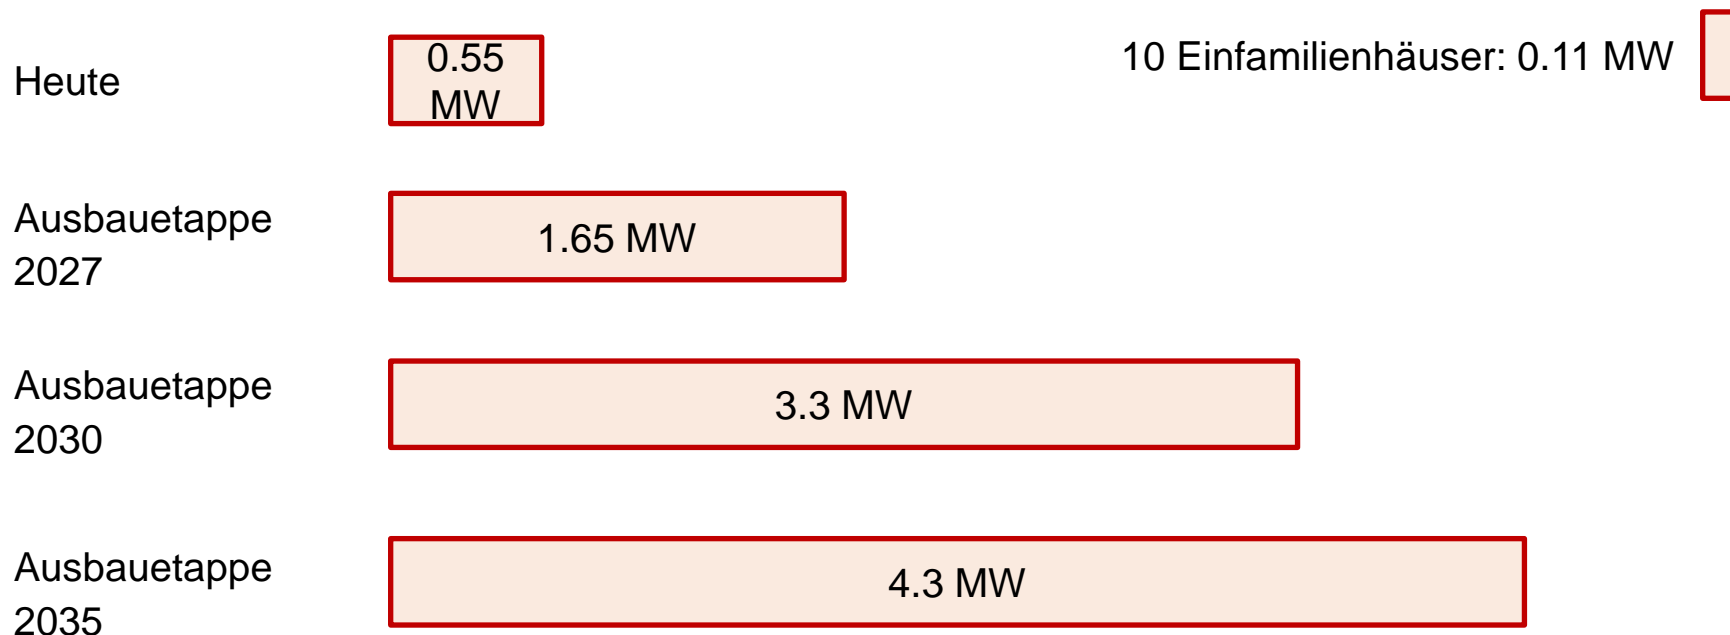 Heute
0.55
MW
10 Einfamilienhäuser: 0.11 MW
Ausbauetappe
2027
1.65 MW
Ausbauetappe
2030
3.3 MW
Ausbauetappe
2035
4.3 MW